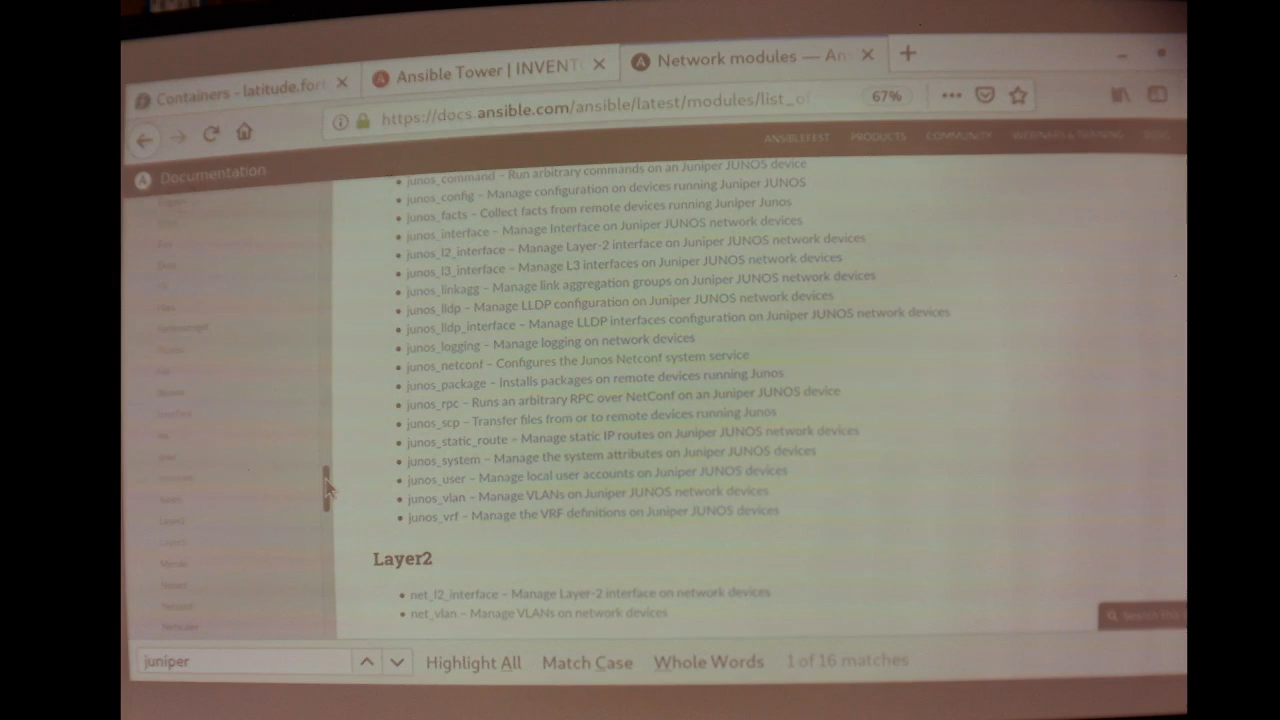 Containers - latitude.for
Ansible Tower | INVENT
Network modules — An
https://docs.ansible.com/ansible/latest/modules/list_of
67%
ANSIBLEFEST PRODUCTS COMMUNITY WEBINARS & TRAINING BLOG
Documentation
• junos_command – Run arbitrary commands on an Juniper JUNOS device
• junos_config – Manage configuration on devices running Juniper JUNOS
• junos_facts – Collect facts from remote devices running Juniper Junos
• junos_interface – Manage Interface on Juniper JUNOS network devices
• junos_l2_interface – Manage Layer-2 interface on Juniper JUNOS network devices
• junos_l3_interface – Manage L3 interfaces on Juniper JUNOS network devices
• junos_linkagg – Manage link aggregation groups on Juniper JUNOS network devices
• junos_lldp – Manage LLDP configuration on Juniper JUNOS network devices
• junos_lldp_interface – Manage LLDP interfaces configuration on Juniper JUNOS network devices
• junos_logging – Manage logging on network devices
• junos_netconf – Configures the Junos Netconf system service
• junos_package – Installs packages on remote devices running Junos
• junos_rpc – Runs an arbitrary RPC over NetConf on an Juniper JUNOS device
• junos_scp – Transfer files from or to remote devices running Junos
• junos_static_route – Manage static IP routes on Juniper JUNOS network devices
• junos_system – Manage the system attributes on Juniper JUNOS devices
• junos_user – Manage local user accounts on Juniper JUNOS devices
• junos_vlan – Manage VLANs on Juniper JUNOS network devices
• junos_vrf – Manage the VRF definitions on Juniper JUNOS devices
Layer2
• net_l2_interface – Manage Layer-2 interface on network devices
• net_vlan – Manage VLANs on network devices
Search this
juniper
Highlight All Match Case Whole Words 1 of 16 matches